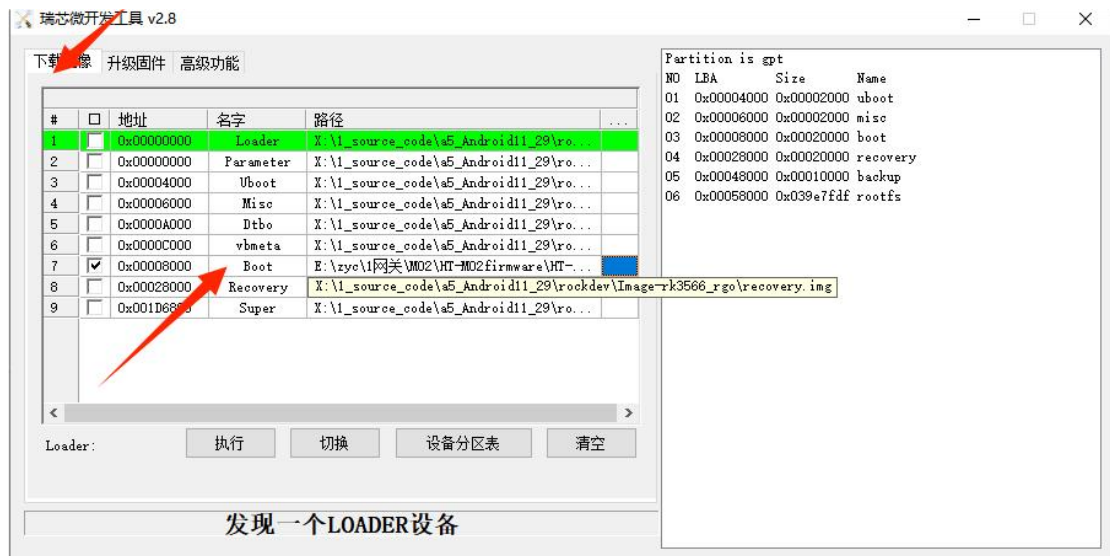 瑞芯微开发工具 v2.8
下载镜像 升级固件 高级功能
# 地址 名字 路径 ...
1 0x00000000 Loader X:\1_source_code\a5_Android11_29\ro...
2 0x00000000 Parameter X:\1_source_code\a5_Android11_29\ro...
3 0x00004000 Uboot X:\1_source_code\a5_Android11_29\ro...
4 0x00006000 Misc X:\1_source_code\a5_Android11_29\ro...
5 0x0000A000 Dtbo X:\1_source_code\a5_Android11_29\ro...
6 0x0000C000 vbmeta X:\1_source_code\a5_Android11_29\ro...
7 0x00008000 Boot E:\zyc\1网关\M02\HT-M02firmware\HT-...
8 0x00028000 Recovery X:\1_source_code\a5_Android11_29\rockdev\Image-rk3566_rgo\recovery.img
9 Super X:\1_source_code\a5_Android11_29\ro...
Loader: 执行 切换 设备分区表 清空
发现一个LOADER设备
Partition is gpt
NO LBA Size Name
01 0x00004000 0x00002000 uboot
02 0x00006000 0x00002000 misc
03 0x00008000 0x00020000 boot
04 0x00028000 0x00020000 recovery
05 0x00048000 0x00010000 backup
06 0x00058000 0x039e7fdf rootfs